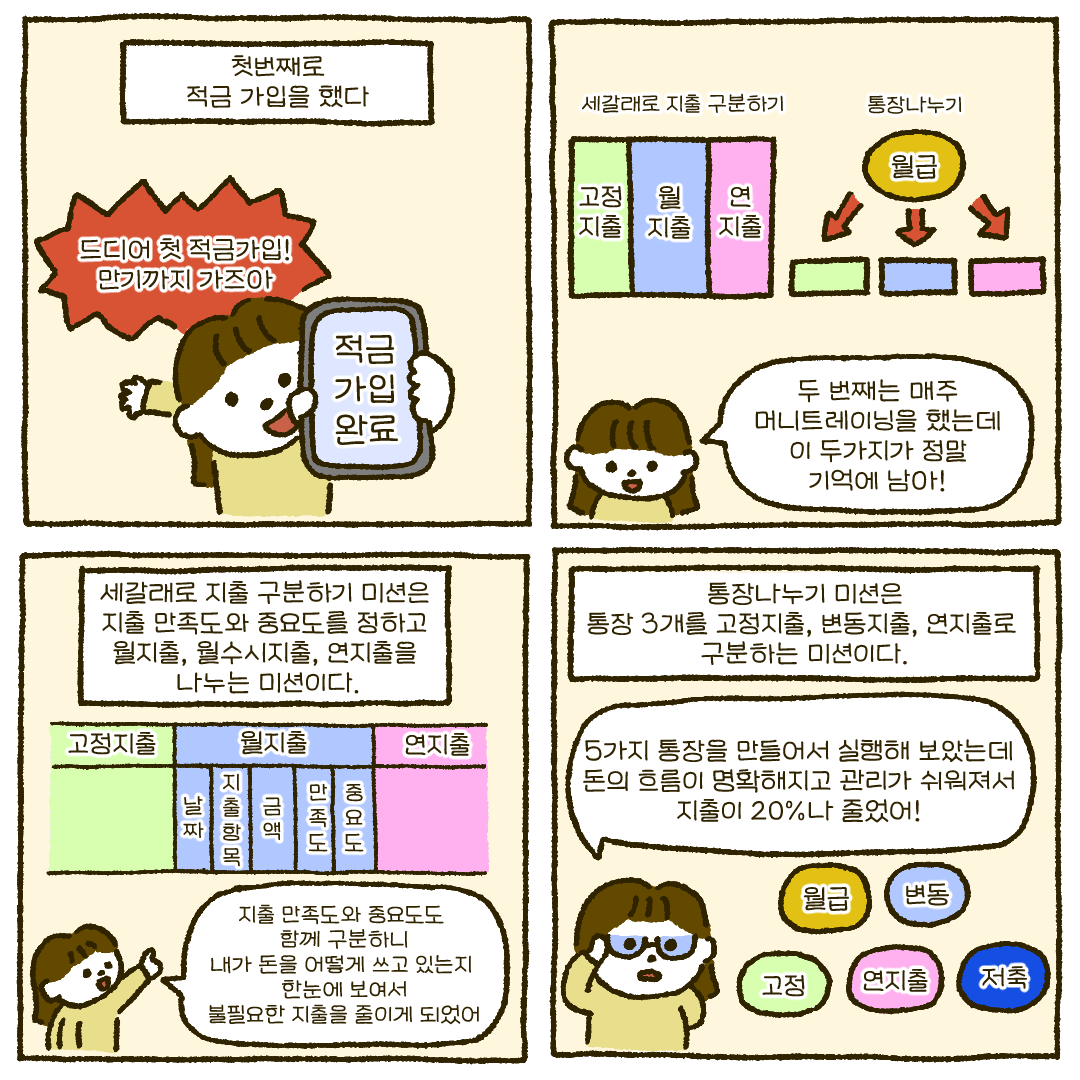 첫번째로
적금 가입을 했다
드디어 첫 적금가입!
만기까지 가즈아
적금
가입
완료
세갈래로 지출 구분하기
고정
지출
월
지출
연
지출
통장나누기
월급
두 번째는 매주
머니트레이닝을 했는데
이 두가지가 정말
기억에 남아!
세갈래로 지출 구분하기 미션은
지출 만족도와 중요도를 정하고
월지출, 월수시지출, 연지출을
나누는 미션이다.
고정지출
월지출
연지출
날짜
지출항목
금액
만족도
중요도
지출 만족도와 중요도도
함께 구분하니
내가 돈을 어떻게 쓰고 있는지
한눈에 보여서
불필요한 지출을 줄이게 되었어
통장나누기 미션은
통장 3개를 고정지출, 변동지출, 연지출로
구분하는 미션이다.
5가지 통장을 만들어서 실행해 보았는데
돈의 흐름이 명확해지고 관리가 쉬워져서
지출이 20%나 줄었어!
월급
변동
고정
연지출
저축